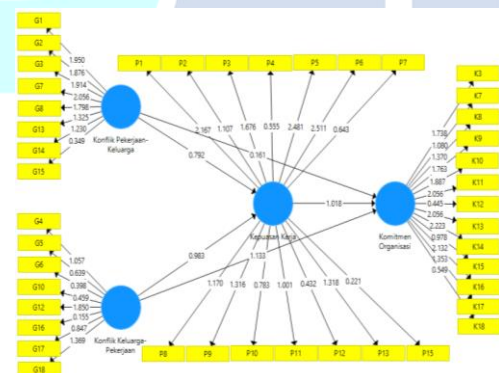 G1
G2
G3
G7
G8
G13
G14
G15
1.950
1.876
1.914
2.056
1.798
1.325
1.230
0.349
Konflik Pekerjaan-
Keluarga
P1 P2 P3 P4 P5 P6 P7
2.167 1.107 1.676 0.555 2.481 2.511 0.643
0.792
0.161
Kepuasan Kerja
1.018
0.983
1.133
G4
G5
G6
G10
G12
G16
G17
G18
1.057
0.639
0.398
0.459
1.850
0.155
0.847
1.369
Konflik Keluarga-
Pekerjaan
1.170 1.316 0.783 1.001 0.432 1.318 0.221
P8 P9 P10 P11 P12 P13 P15
Komitmen
Organisasi
1.738
1.080
1.370
1.763
1.887
2.056
0.445
2.056
2.223
0.978
2.132
1.353
0.549
K3
K7
K8
K9
K10
K11
K12
K13
K14
K15
K16
K17
K18